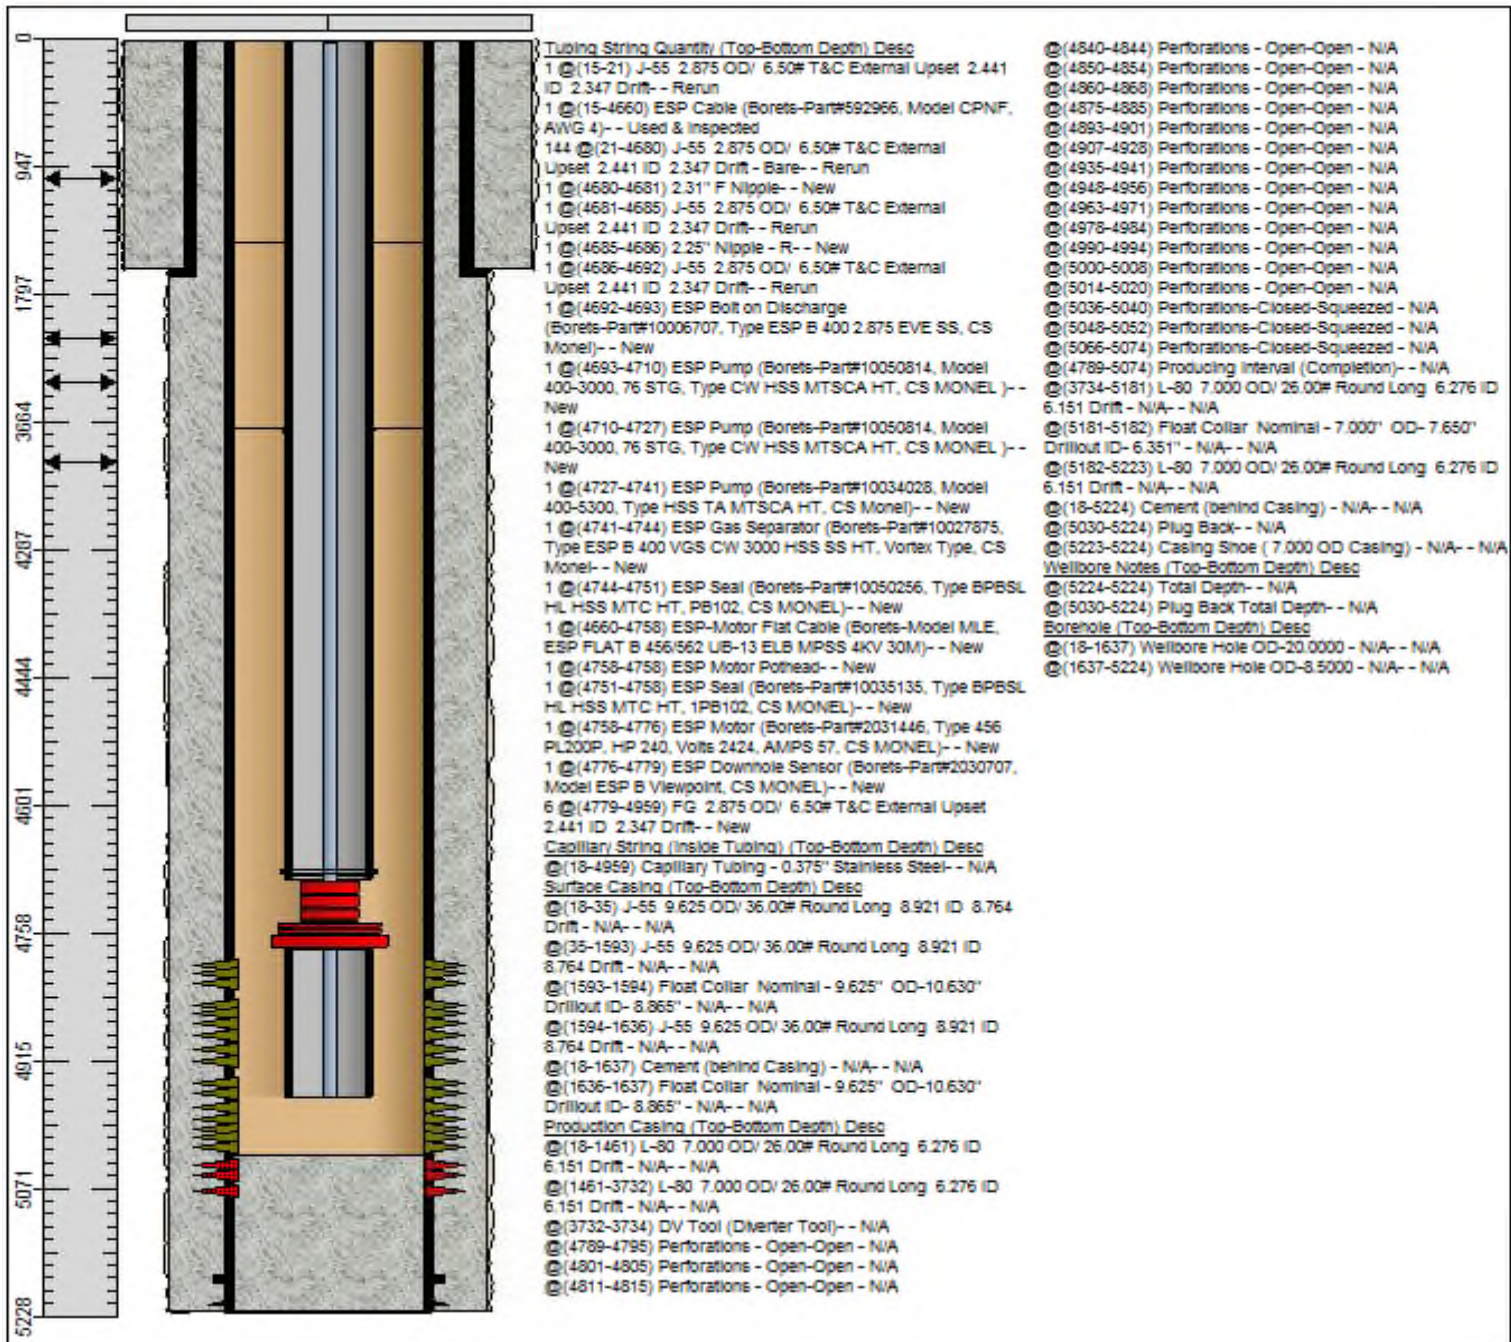 0
947
1797
3664
4287
4444
4601
4758
4915
5071
5228
Tubing String Quantity (Top-Bottom Depth) Desc
1 @(15-21) J-55 2.875 OD/ 6.50# T&C External Upset 2.441
ID 2.347 Drift- - Rerun
1 @(15-4660) ESP Cable (Borets-Part#592966, Model CPNF,
AWG 4)- - Used & Inspected
144 @(21-4680) J-55 2.875 OD/ 6.50# T&C External
Upset 2.441 ID 2.347 Drift - Bare- - Rerun
1 @(4680-4681) 2.31" F Nipple- - New
1 @(4681-4685) J-55 2.875 OD/ 6.50# T&C External
Upset 2.441 ID 2.347 Drift- - Rerun
1 @(4685-4686) 2.25" Nipple - R- - New
1 @(4686-4692) J-55 2.875 OD/ 6.50# T&C External
Upset 2.441 ID 2.347 Drift- - Rerun
1 @(4692-4693) ESP Bolt on Discharge
(Borets-Part#10006707, Type ESP B 400 2.875 EVE SS, CS
Monel)- - New
1 @(4693-4710) ESP Pump (Borets-Part#10050814, Model
400-3000, 76 STG, Type CW HSS MTSCA HT, CS MONEL )- -
New
1 @(4710-4727) ESP Pump (Borets-Part#10050814, Model
400-3000, 76 STG, Type CW HSS MTSCA HT, CS MONEL )- -
New
1 @(4727-4741) ESP Pump (Borets-Part#10034028, Model
400-5300, Type HSS TA MTSCA HT, CS Monel)- - New
1 @(4741-4744) ESP Gas Separator (Borets-Part#10027875,
Type ESP B 400 VGS CW 3000 HSS SS HT, Vortex Type, CS
Monel- - New
1 @(4744-4751) ESP Seal (Borets-Part#10050256, Type BPBSL
HL HSS MTC HT, PB102, CS MONEL)- - New
1 @(4660-4758) ESP-Motor Flat Cable (Borets-Model MLE,
ESP FLAT B 456/562 UB-13 ELB MPSS 4KV 30M)- - New
1 @(4758-4758) ESP Motor Pothead- - New
1 @(4751-4758) ESP Seal (Borets-Part#10035135, Type BPBSL
HL HSS MTC HT, 1PB102, CS MONEL)- - New
1 @(4758-4776) ESP Motor (Borets-Part#2031446, Type 456
PL200P, HP 240, Volts 2424, AMPS 57, CS MONEL)- - New
1 @(4776-4779) ESP Downhole Sensor (Borets-Part#2030707,
Model ESP B Viewpoint, CS MONEL)- - New
6 @(4779-4959) FG 2.875 OD/ 6.50# T&C External Upset
2.441 ID 2.347 Drift- - New
Capillary String (Inside Tubing) (Top-Bottom Depth) Desc
@(18-4959) Capillary Tubing - 0.375" Stainless Steel- - N/A
Surface Casing (Top-Bottom Depth) Desc
@(18-35) J-55 9.625 OD/ 36.00# Round Long 8.921 ID 8.764
Drift - N/A- - N/A
@(35-1593) J-55 9.625 OD/ 36.00# Round Long 8.921 ID
8.764 Drift - N/A- - N/A
@(1593-1594) Float Collar Nominal - 9.625" OD-10.630"
Drillout ID- 8.865" - N/A- - N/A
@(1594-1636) J-55 9.625 OD/ 36.00# Round Long 8.921 ID
8.764 Drift - N/A- - N/A
@(18-1637) Cement (behind Casing) - N/A- - N/A
@(1636-1637) Float Collar Nominal - 9.625" OD-10.630"
Drillout ID- 8.865" - N/A- - N/A
Production Casing (Top-Bottom Depth) Desc
@(18-1461) L-80 7.000 OD/ 26.00# Round Long 6.276 ID
6.151 Drift - N/A- - N/A
@(1461-3732) L-80 7.000 OD/ 26.00# Round Long 6.276 ID
6.151 Drift - N/A- - N/A
@(3732-3734) DV Tool (Diverter Tool)- - N/A
@(4789-4795) Perforations - Open-Open - N/A
@(4801-4805) Perforations - Open-Open - N/A
@(4811-4815) Perforations - Open-Open - N/A
@(4840-4844) Perforations - Open-Open - N/A
@(4850-4854) Perforations - Open-Open - N/A
@(4860-4868) Perforations - Open-Open - N/A
@(4875-4885) Perforations - Open-Open - N/A
@(4893-4901) Perforations - Open-Open - N/A
@(4907-4928) Perforations - Open-Open - N/A
@(4935-4941) Perforations - Open-Open - N/A
@(4948-4956) Perforations - Open-Open - N/A
@(4963-4971) Perforations - Open-Open - N/A
@(4978-4984) Perforations - Open-Open - N/A
@(4990-4994) Perforations - Open-Open - N/A
@(5000-5008) Perforations - Open-Open - N/A
@(5014-5020) Perforations - Open-Open - N/A
@(5036-5040) Perforations-Closed-Squeezed - N/A
@(5048-5052) Perforations-Closed-Squeezed - N/A
@(5066-5074) Perforations-Closed-Squeezed - N/A
@(4789-5074) Producing Interval (Completion)- - N/A
@(3734-5181) L-80 7.000 OD/ 26.00# Round Long 6.276 ID
6.151 Drift - N/A- - N/A
@(5181-5182) Float Collar Nominal - 7.000" OD- 7.650"
Drillout ID- 6.351" - N/A- - N/A
@(5182-5223) L-80 7.000 OD/ 26.00# Round Long 6.276 ID
6.151 Drift - N/A- - N/A
@(18-5224) Cement (behind Casing) - N/A- - N/A
@(5030-5224) Plug Back- - N/A
@(5223-5224) Casing Shoe ( 7.000 OD Casing) - N/A- - N/A
Wellbore Notes (Top-Bottom Depth) Desc
@(5224-5224) Total Depth- - N/A
@(5030-5224) Plug Back Total Depth- - N/A
Borehole (Top-Bottom Depth) Desc
@(18-1637) Wellbore Hole OD-20.0000 - N/A- - N/A
@(1637-5224) Wellbore Hole OD-8.5000 - N/A- - N/A